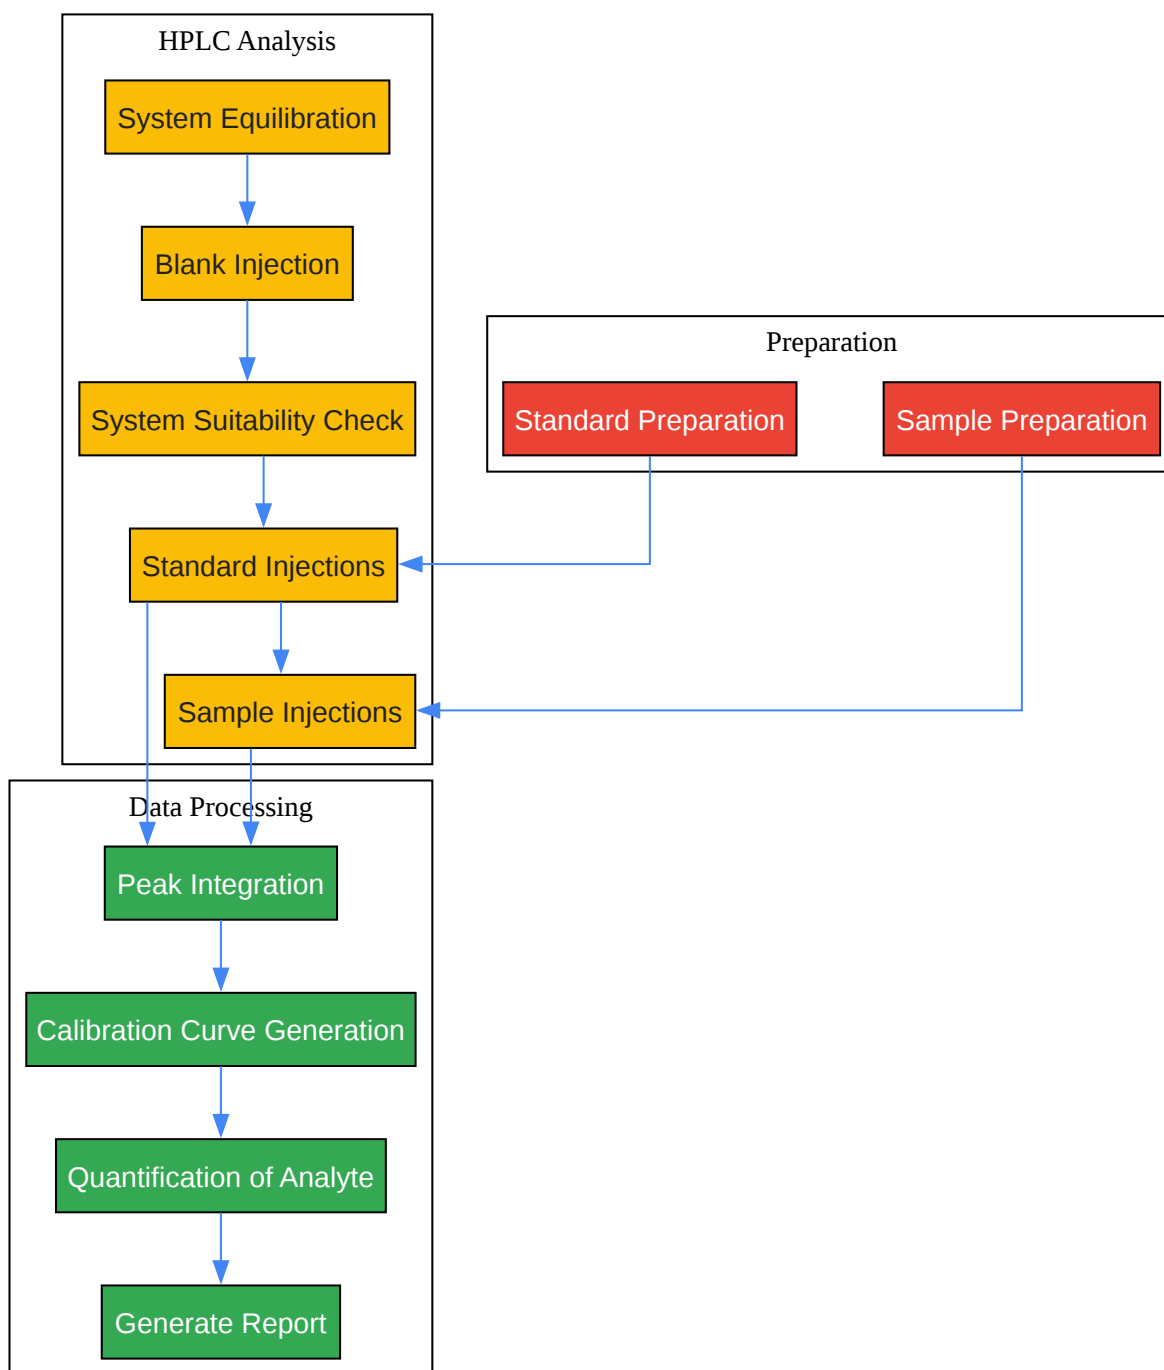 HPLC Analysis
System Equilibration
Blank Injection
System Suitability Check
Standard Injections
Sample Injections
Preparation
Standard Preparation
Sample Preparation
Data Processing
Peak Integration
Calibration Curve Generation
Quantification of Analyte
Generate Report